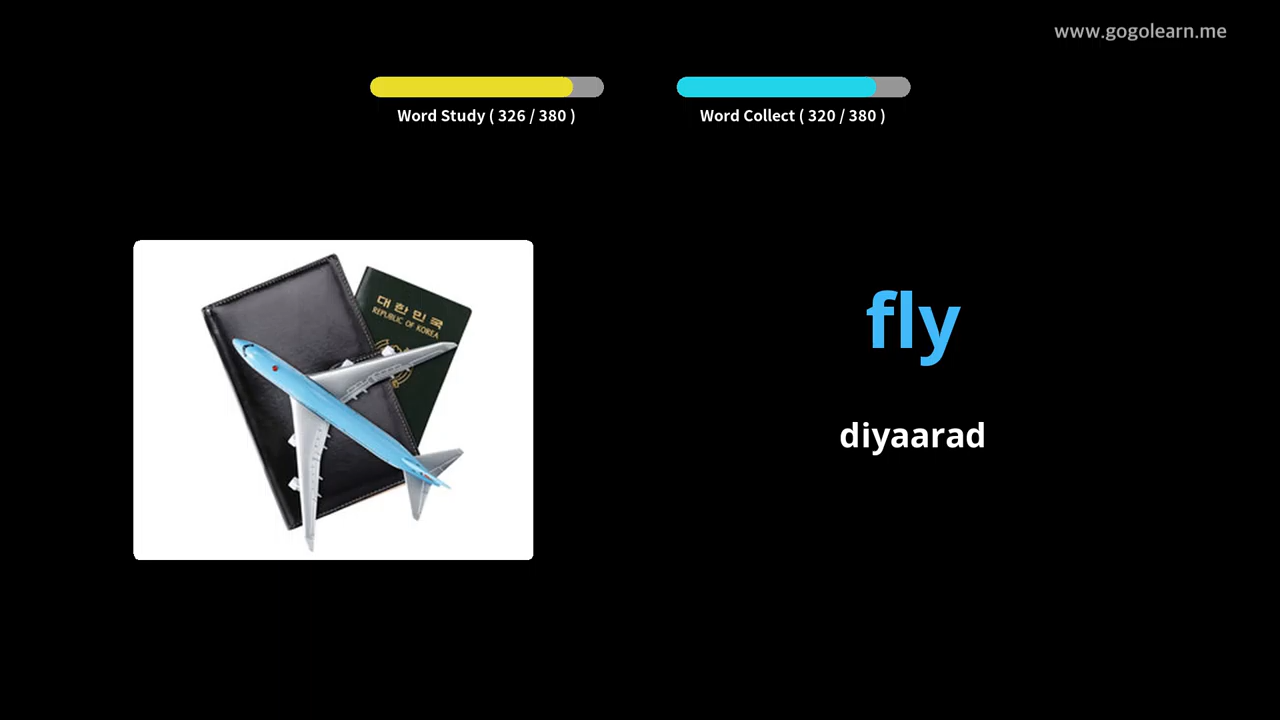 www.gogolearn.me
Word Study ( 326 / 380 )
Word Collect ( 320 / 380 )
대한민국
REPUBLIC OF KOREA
fly
diyaarad